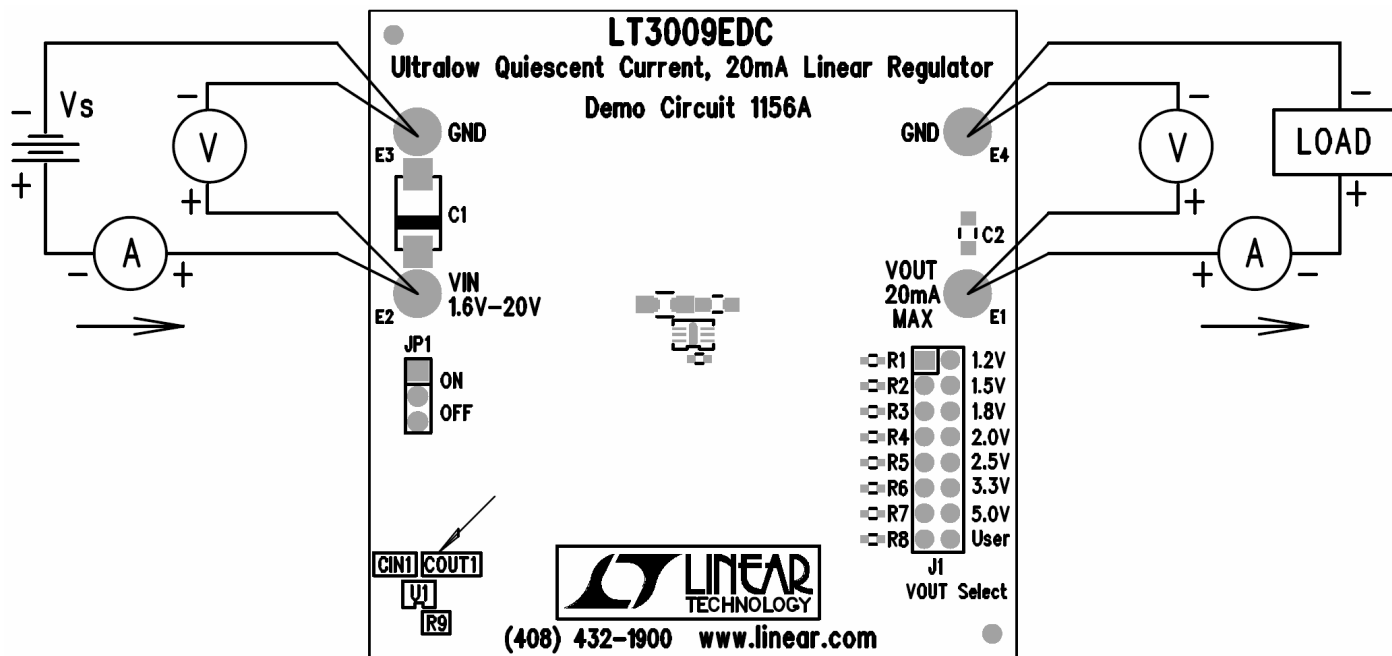 LT3009EDC
Ultralow Quiescent Current, 20mA Linear Regulator
Demo Circuit 1156A
- Vs
+
- V +
- A +
GND
E3
C1
VIN
1.6V-20V
E2
JP1
ON
OFF
GND
E4
C2
VOUT
20mA
MAX
E1
- V +
- LOAD +
+ A -
R1 1.2V
R2 1.5V
R3 1.8V
R4 2.0V
R5 2.5V
R6 3.3V
R7 5.0V
R8 User
J1
VOUT Select
CIN1 COUT1
U1
R9
LINEAR
TECHNOLOGY
(408) 432-1900 www.linear.com